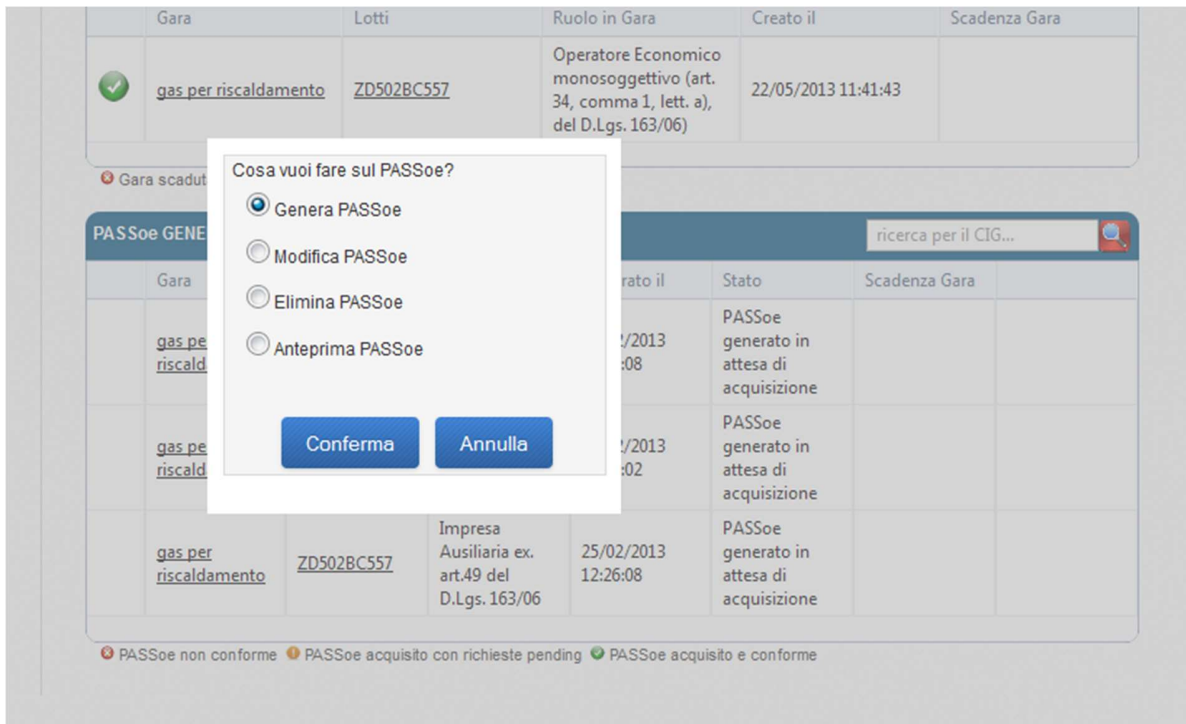 Gara Lotti Ruolo in Gara Creato il Scadenza Gara
Operatore Economico
monosoggettivo (art.
34, comma 1, lett. a),
del D.Lgs. 163/06)
gas per riscaldamento ZD502BC557 22/05/2013 11:41:43
Gara scadut
Cosa vuoi fare sul PASSoe?
Genera PASSoe
Modifica PASSoe
Elimina PASSoe
Anteprima PASSoe
Conferma Annulla
PASSoe GENE ricerca per il CIG...
Gara rato il Stato Scadenza Gara
gas pe
riscald
/2013
:08
PASSoe
generato in
attesa di
acquisizione
gas pe
riscald
/2013
:02
PASSoe
generato in
attesa di
acquisizione
gas per
riscaldamento
ZD502BC557
Impresa
Ausiliaria ex.
art.49 del
D.Lgs. 163/06
25/02/2013
12:26:08
PASSoe
generato in
attesa di
acquisizione
PASSoe non conforme PASSoe acquisito con richieste pending PASSoe acquisito e conforme